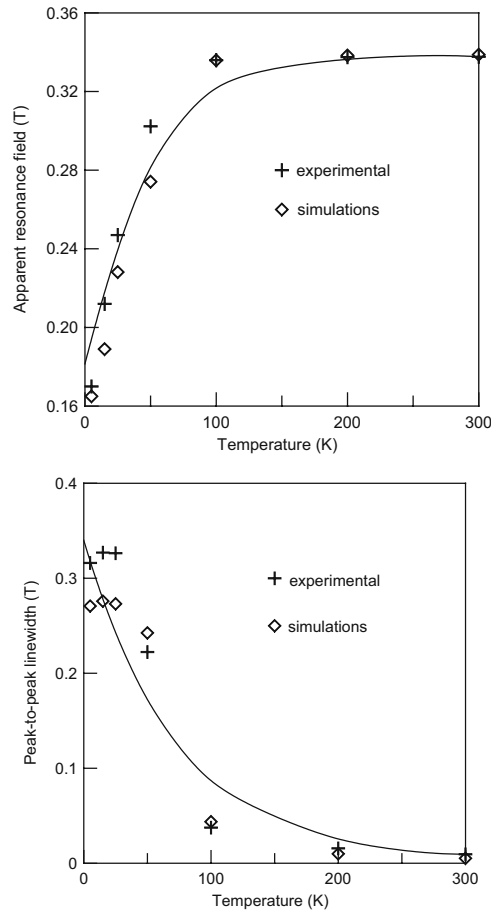 0.36
0.32
0.28
0.24
0.20
0.16
Apparent resonance field (T)
experimental
simulations
0
100
200
300
Temperature (K)
0.4
0.3
0.2
0.1
0
Peak-to-peak linewidth (T)
experimental
simulations
0
100
200
300
Temperature (K)